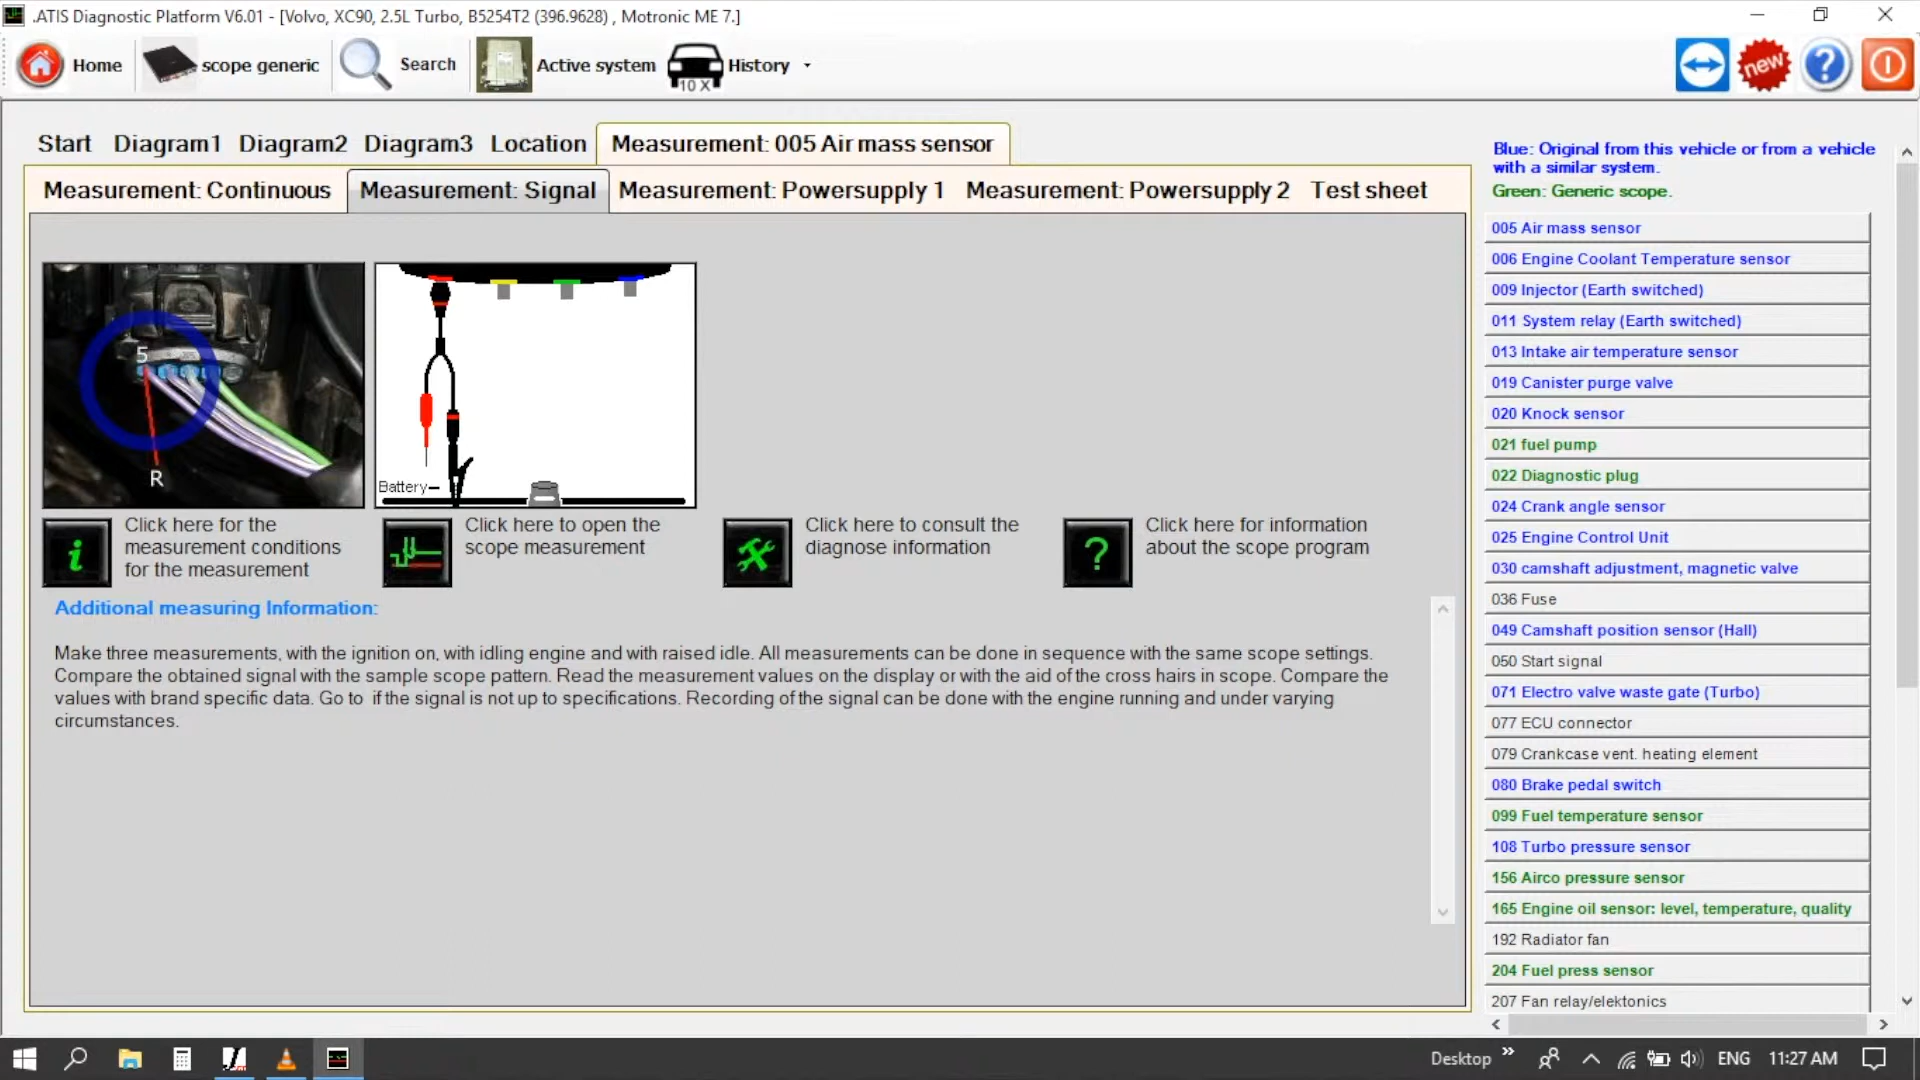 .ATIS Diagnostic Platform V6.01 - [Volvo, XC90, 2.5L Turbo, B5254T2 (396.9628) , Motronic ME 7.]
Home
scope generic
Search
Active system
10 X
History
new
?
Start
Diagram1
Diagram2
Diagram3
Location
Measurement: 005 Air mass sensor
Measurement: Continuous
Measurement: Signal
Measurement: Powersupply 1
Measurement: Powersupply 2
Test sheet
5
R
Battery–
i
Click here for the
measurement conditions
for the measurement
Click here to open the
scope measurement
Click here to consult the
diagnose information
?
Click here for information
about the scope program
Additional measuring Information:
Make three measurements, with the ignition on, with idling engine and with raised idle. All measurements can be done in sequence with the same scope settings.
Compare the obtained signal with the sample scope pattern. Read the measurement values on the display or with the aid of the cross hairs in scope. Compare the
values with brand specific data. Go to  if the signal is not up to specifications. Recording of the signal can be done with the engine running and under varying
circumstances.
Blue: Original from this vehicle or from a vehicle
with a similar system.
Green: Generic scope.
005 Air mass sensor
006 Engine Coolant Temperature sensor
009 Injector (Earth switched)
011 System relay (Earth switched)
013 Intake air temperature sensor
019 Canister purge valve
020 Knock sensor
021 fuel pump
022 Diagnostic plug
024 Crank angle sensor
025 Engine Control Unit
030 camshaft adjustment, magnetic valve
036 Fuse
049 Camshaft position sensor (Hall)
050 Start signal
071 Electro valve waste gate (Turbo)
077 ECU connector
079 Crankcase vent. heating element
080 Brake pedal switch
099 Fuel temperature sensor
108 Turbo pressure sensor
156 Airco pressure sensor
165 Engine oil sensor: level, temperature, quality
192 Radiator fan
204 Fuel press sensor
207 Fan relay/elektonics
Desktop
ENG
11:27 AM